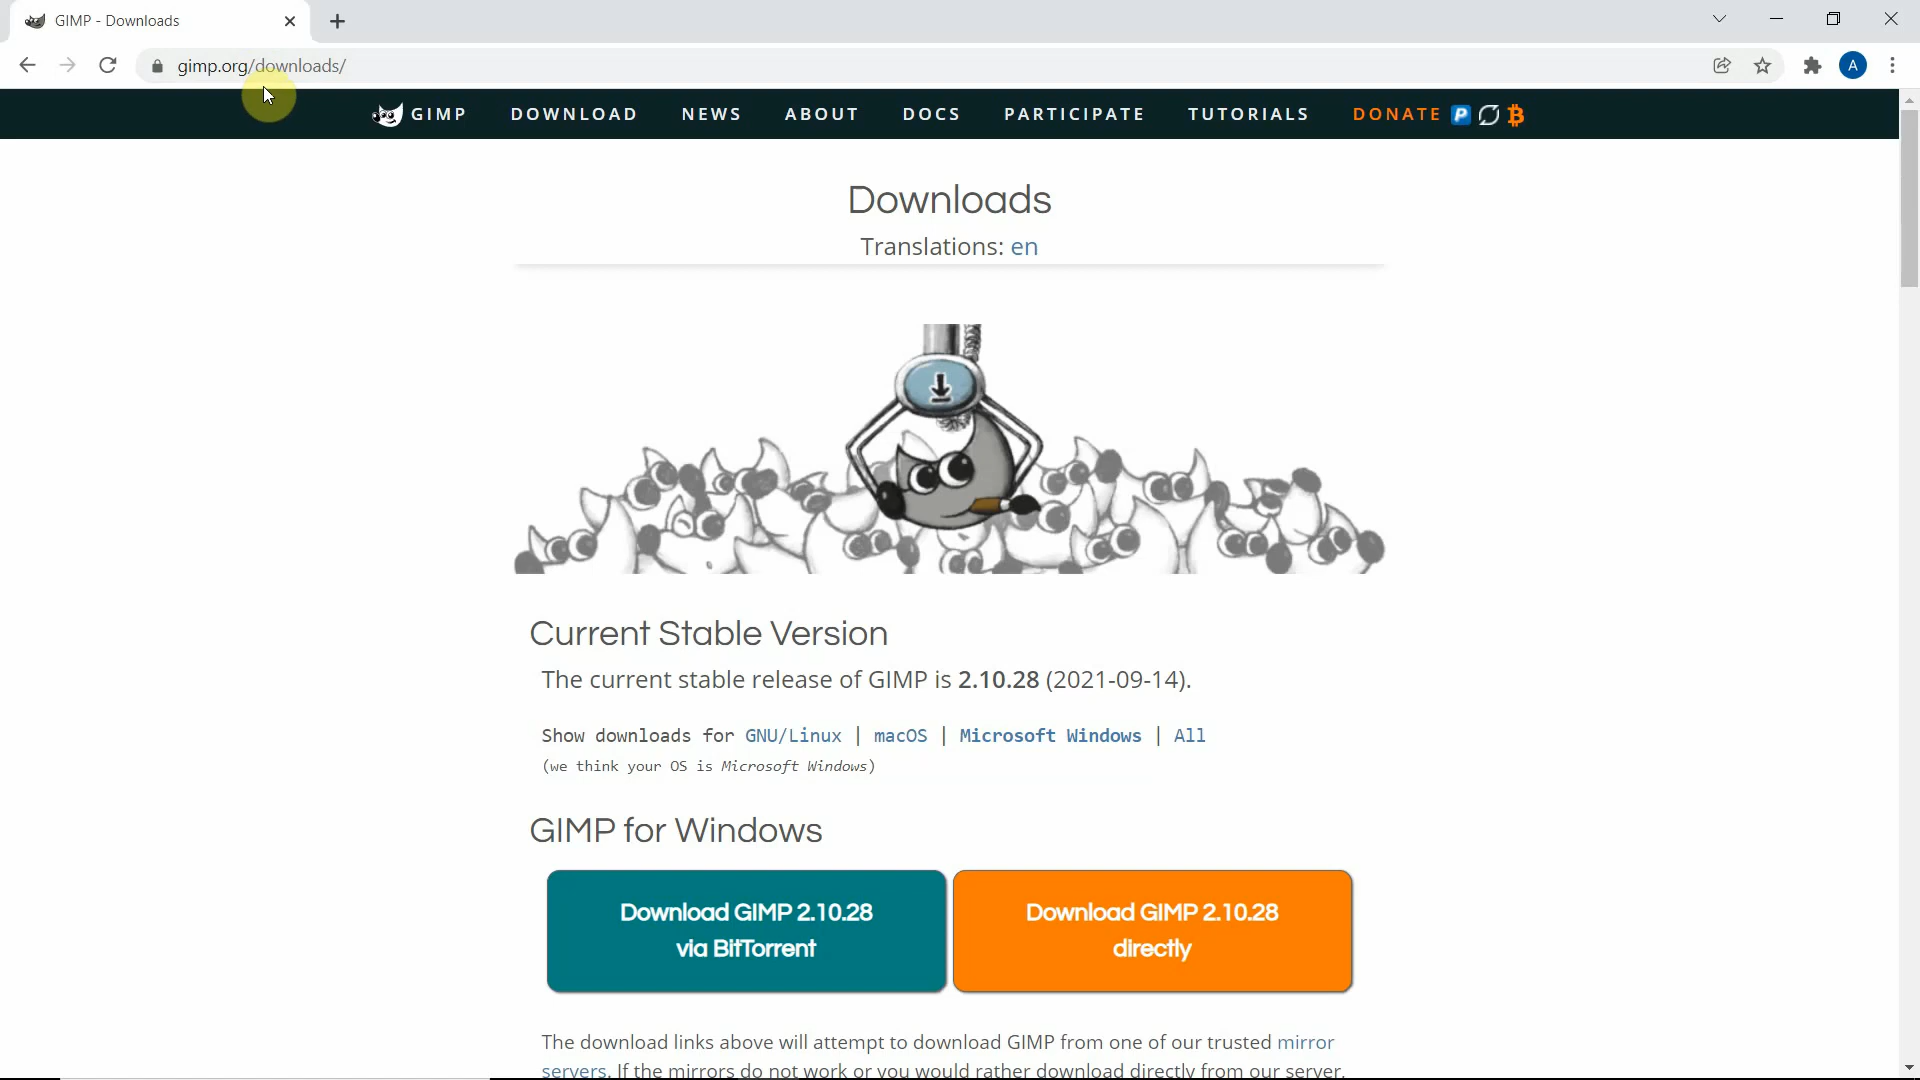 GIMP - Downloads
gimp.org/downloads/
A
GIMP DOWNLOAD NEWS ABOUT DOCS PARTICIPATE TUTORIALS DONATE
Downloads
Translations: en
Current Stable Version
The current stable release of GIMP is 2.10.28 (2021-09-14).
Show downloads for GNU/Linux | macOS | Microsoft Windows | All
(we think your OS is Microsoft Windows)
GIMP for Windows
Download GIMP 2.10.28
via BitTorrent
Download GIMP 2.10.28
directly
The download links above will attempt to download GIMP from one of our trusted mirror
servers. If the mirrors do not work or you would rather download directly from our server,